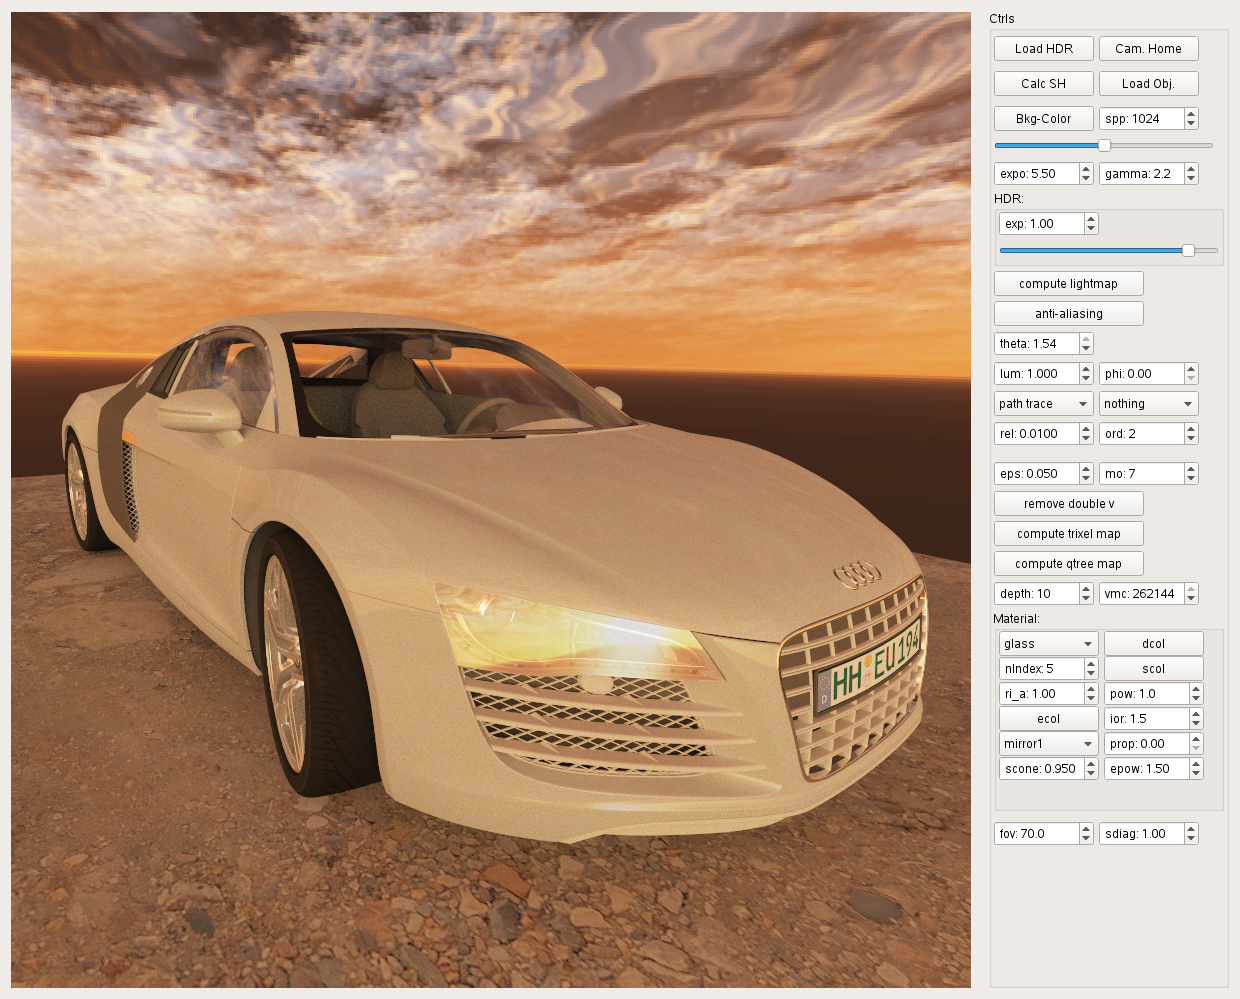 Ctrls
Load HDR Cam. Home
Calc SH Load Obj.
Bkg-Color spp: 1024
expo: 5.50 gamma: 2.2
HDR:
exp: 1.00
compute lightmap
anti-aliasing
theta: 1.54
lum: 1.000 phi: 0.00
path trace nothing
rel: 0.0100 ord: 2
eps: 0.050 mo: 7
remove double v
compute trixel map
compute qtree map
depth: 10 vmc: 262144
Material:
glass dcol
nIndex: 5 scol
ri_a: 1.00 pow: 1.0
ecol ior: 1.5
mirror1 prop: 0.00
scone: 0.950 epow: 1.50
fov: 70.0 sdiag: 1.00
D HH EU194